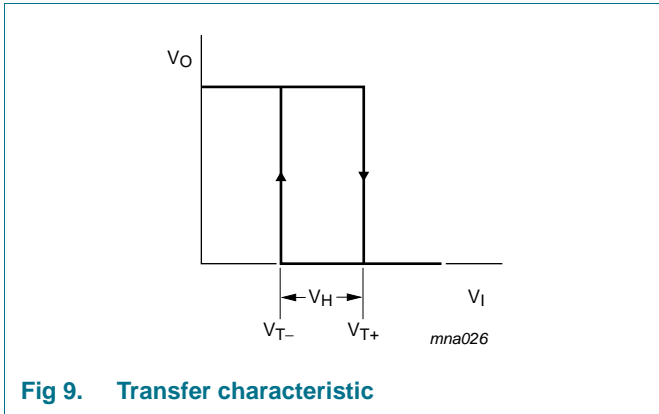 VO
VH
VI
VT−
VT+
mna026
Fig 9. Transfer characteristic